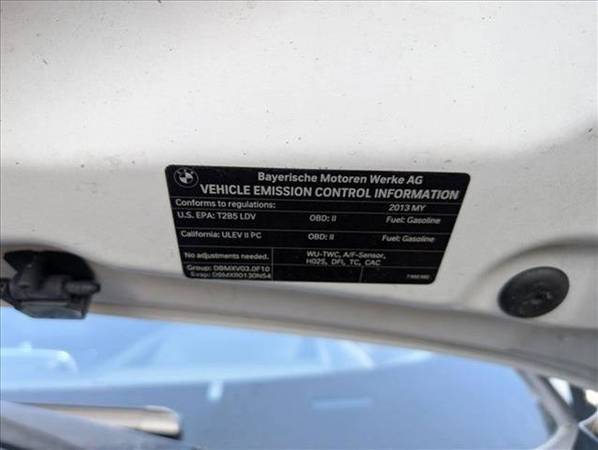 Bayerische Motoren Werke AG
VEHICLE EMISSION CONTROL INFORMATION
Conforms to regulations: 2013 MY
U.S. EPA: T2B5 LDV OBD: II Fuel: Gasoline
California: ULEV II PC OBD: II Fuel: Gasoline
No adjustments needed. WU-TWC, A/F-Sensor,
H02S, DFI, TC, CAC
Group: DBMXV03.0F10
Evap: DBMXR0130N54